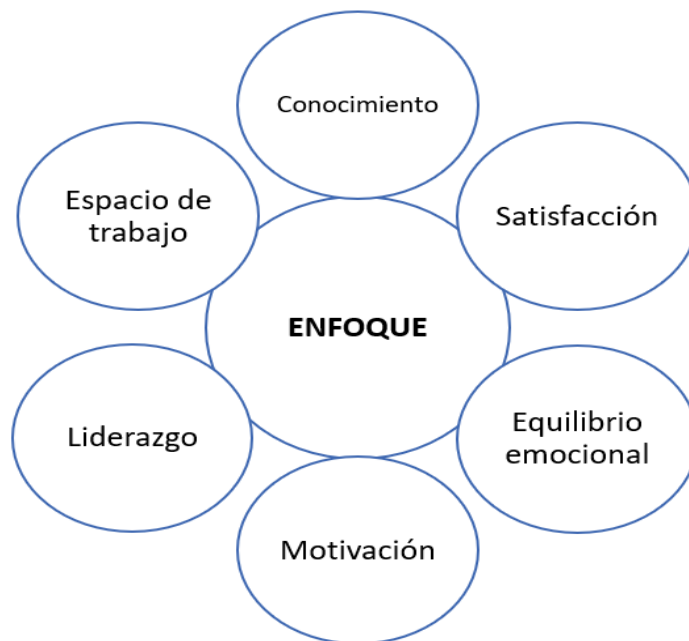 Conocimiento
Espacio de
trabajo
Satisfacción
ENFOQUE
Liderazgo
Equilibrio
emocional
Motivación